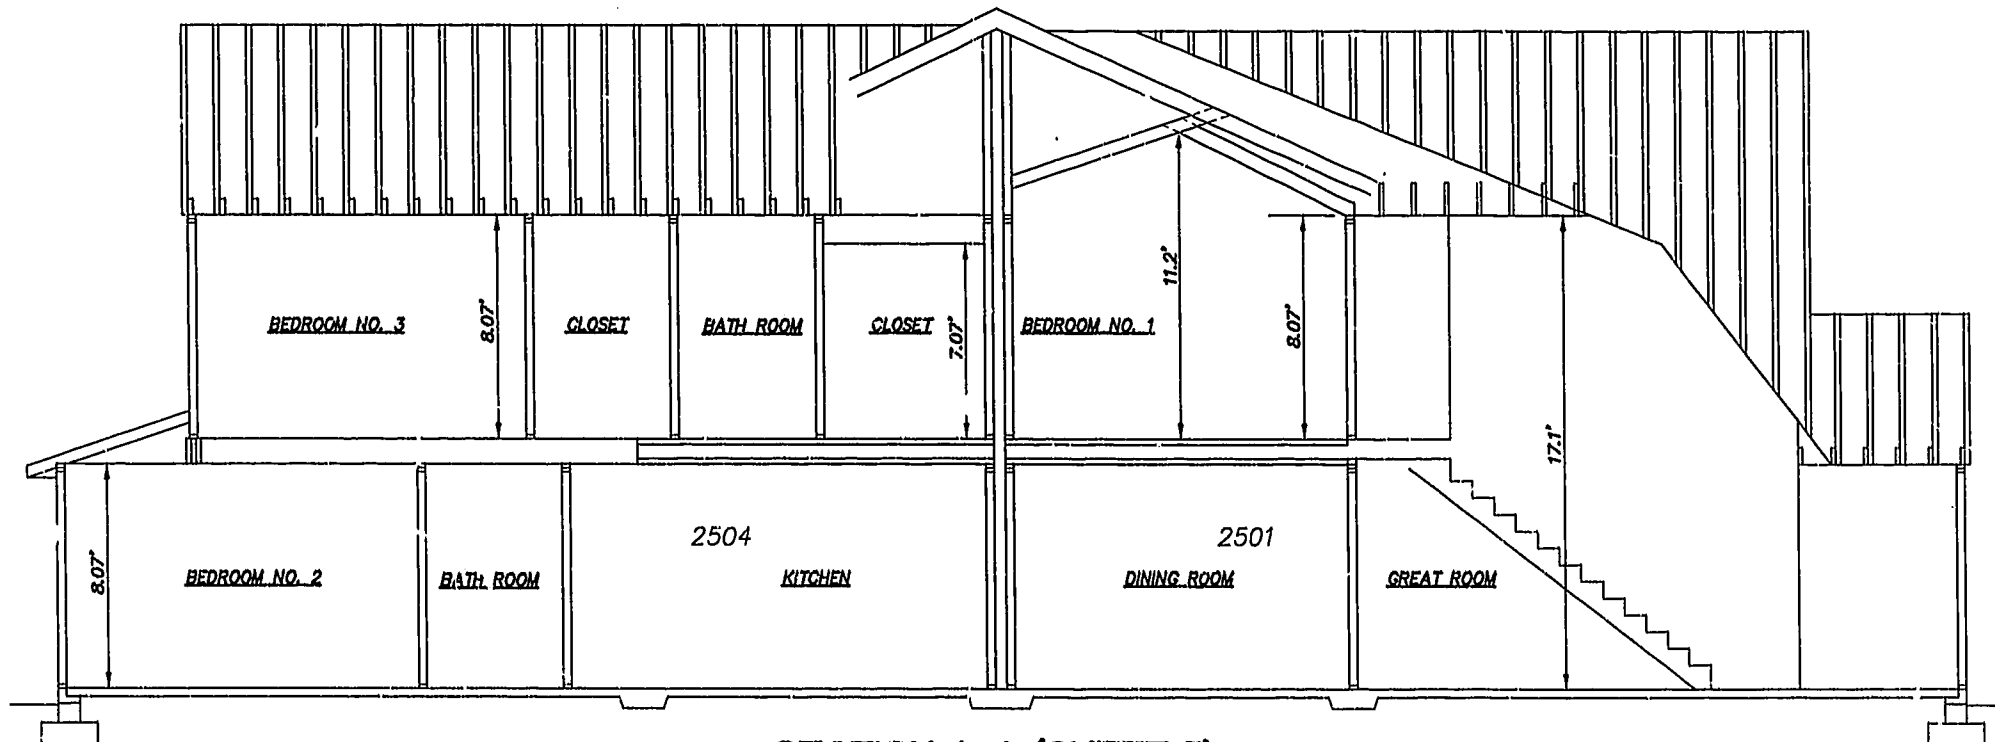 11.2'
BEDROOM NO. 3
8.07'
CLOSET
BATH ROOM
CLOSET
7.07'
BEDROOM NO. 1
8.07'
17.1'
8.07'
BEDROOM NO. 2
BATH ROOM
2504
KITCHEN
2501
DINING ROOM
GREAT ROOM